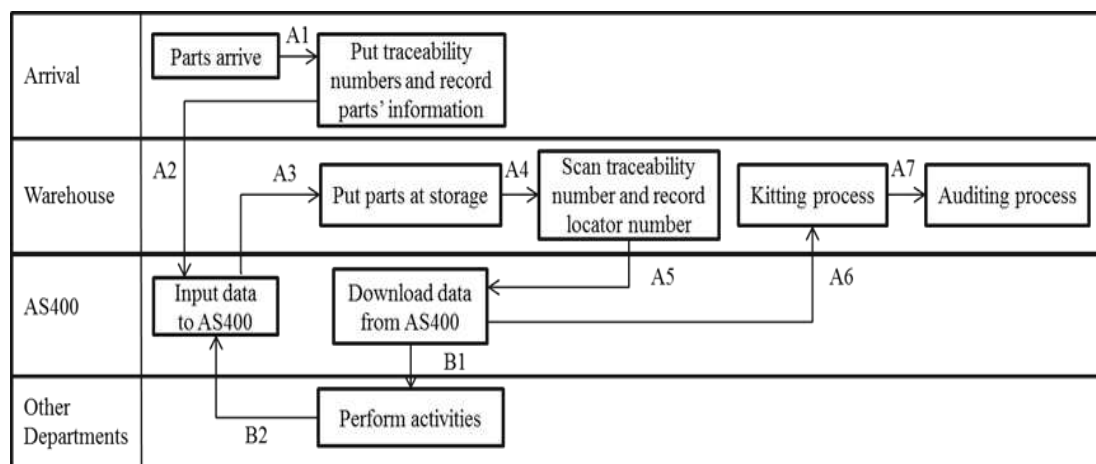 Arrival
Parts arrive
A1
Put traceability
numbers and record
parts' information
A2
Warehouse
A3
Put parts at storage
A4
Scan traceability
number and record
locator number
Kitting process
A7
Auditing process
AS400
Input data
to AS400
Download data
from AS400
A5
A6
B1
Other
Departments
B2
Perform activities